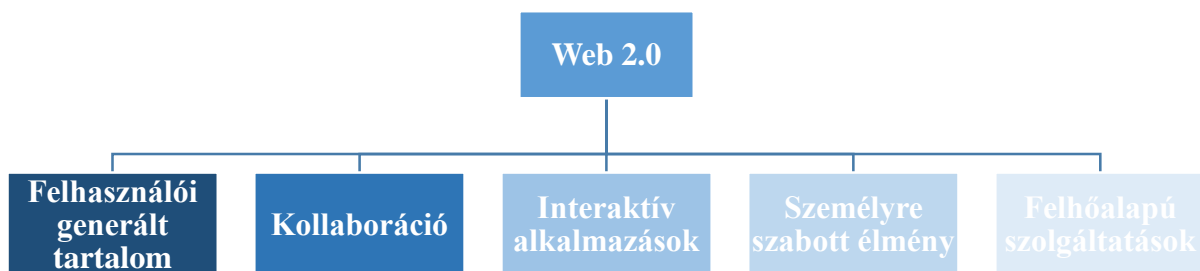 Web 2.0
Felhasználói
generált
tartalom
Kollaboráció
Interaktív
alkalmazások
Személyre
szabott élmény
Felhőalapú
szolgáltatások